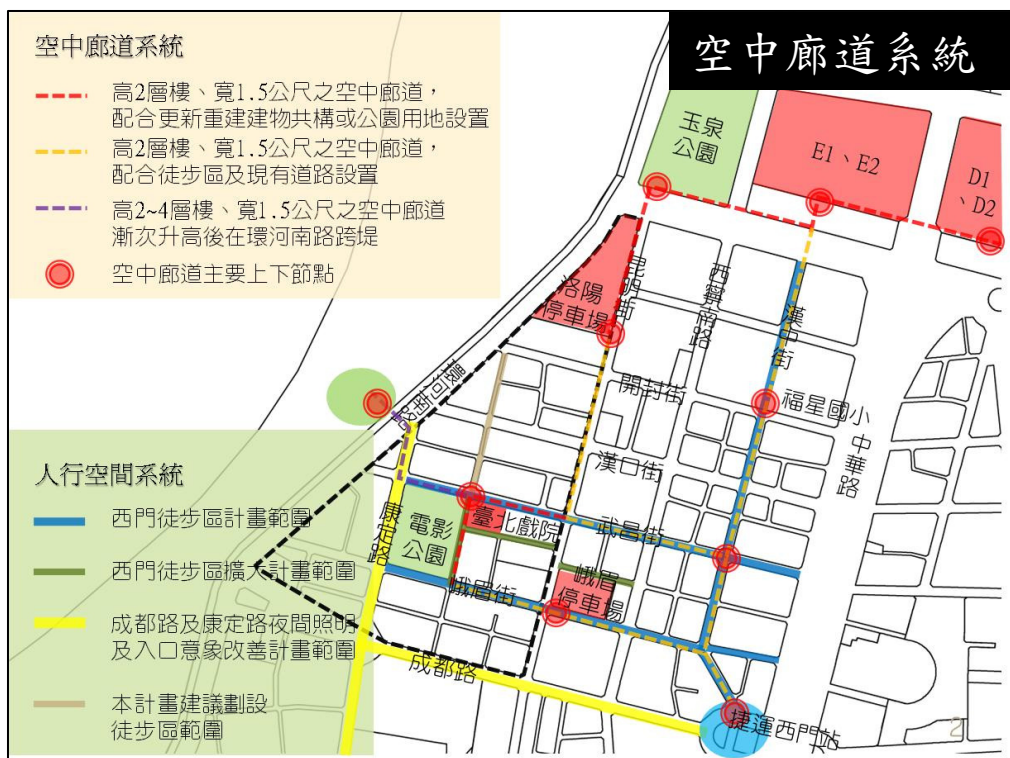 空中廊道系統
空中廊道系統
高2層樓、寬1.5公尺之空中廊道，
配合更新重建建物共構或公園用地設置
高2層樓、寬1.5公尺之空中廊道，
配合徒步區及現有道路設置
高2~4層樓、寬1.5公尺之空中廊道
漸次升高後在環河南路跨堤
空中廊道主要上下節點
玉泉
公園
E1、E2
D1
、D2
洛陽
停車場
昆明街
西寧南路
漢中街
開封街
福星國小
中華路
環河南路
漢口街
人行空間系統
西門徒步區計畫範圍
西門徒步區擴大計畫範圍
成都路及康定路夜間照明
及入口意象改善計畫範圍
本計畫建議劃設
徒步區範圍
康定路
電影
公園
臺北戲院
武昌街
峨眉街
峨眉
停車場
成都路
捷運西門站
2